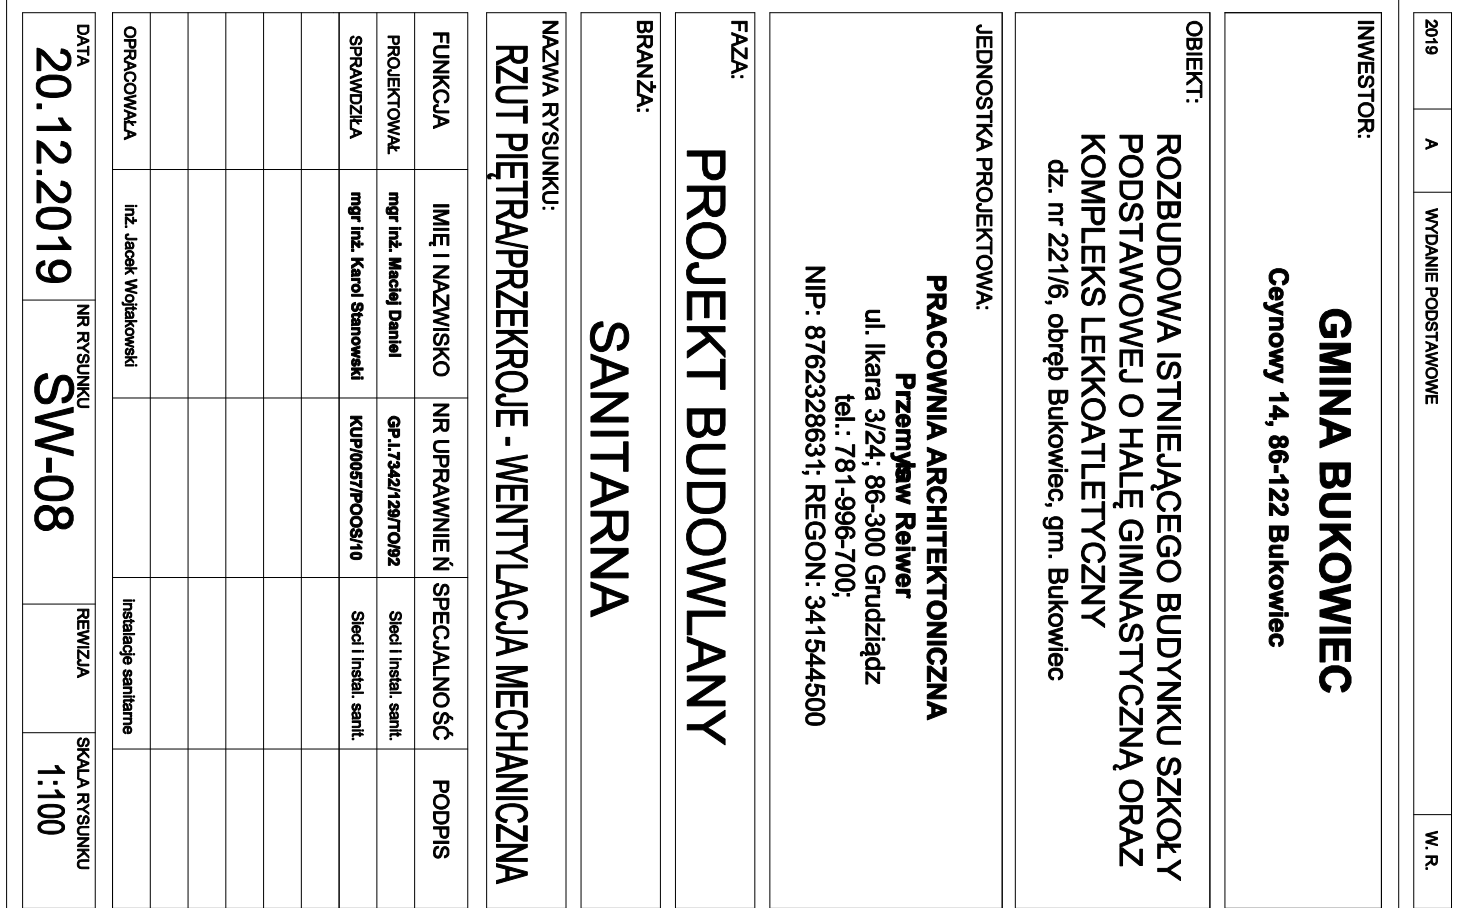 2019 A WYDANIE PODSTAWOWE W. R.
INWESTOR:
GMINA BUKOWIEC
Ceynowy 14, 86-122 Bukowiec
OBIEKT:
ROZBUDOWA ISTNIEJĄCEGO BUDYNKU SZKOŁY
PODSTAWOWEJ O HALĘ GIMNASTYCZNĄ ORAZ
KOMPLEKS LEKKOATLETYCZNY
dz. nr 221/6, obręb Bukowiec, gm. Bukowiec
JEDNOSTKA PROJEKTOWA:
PRACOWNIA ARCHITEKTONICZNA
Przemysław Reiwer
ul. Ikara 3/24; 86-300 Grudziądz
tel.: 781-996-700;
NIP: 8762328631; REGON: 341544500
FAZA:
PROJEKT BUDOWLANY
BRANŻA:
SANITARNA
NAZWA RYSUNKU:
RZUT PIĘTRA/PRZEKROJE - WENTYLACJA MECHANICZNA
FUNKCJA IMIĘ I NAZWISKO NR UPRAWNIEŃ SPECJALNOŚĆ PODPIS
PROJEKTOWAŁ mgr inż. Maciej Daniel GP.I.7342/129/TO/92 Sieci i instal. sanit.
SPRAWDZIŁA mgr inż. Karol Stanowski KUP/0057/POOS/10 Sieci i instal. sanit.
OPRACOWAŁA inż. Jacek Wojtakowski instalacje sanitarne
DATA NR RYSUNKU REWIZJA SKALA RYSUNKU
20.12.2019 SW-08 1:100